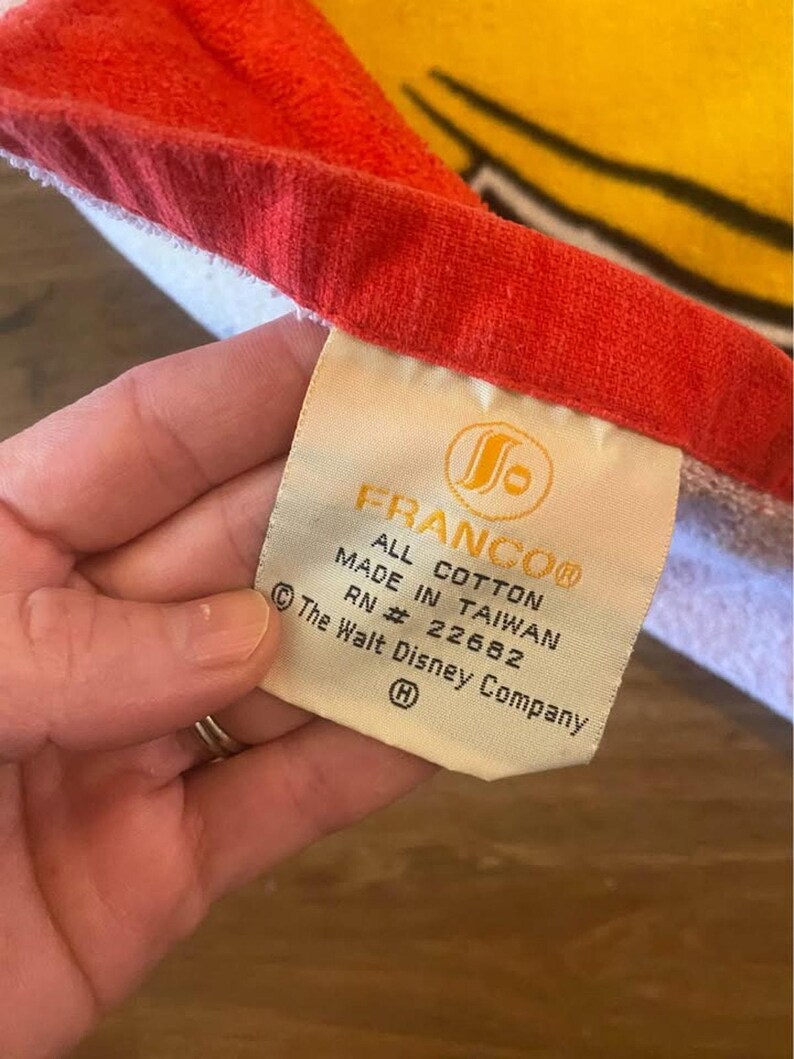 FRANCO®
ALL COTTON
MADE IN TAIWAN
RN # 22682
© The Walt Disney Company
Ⓗ